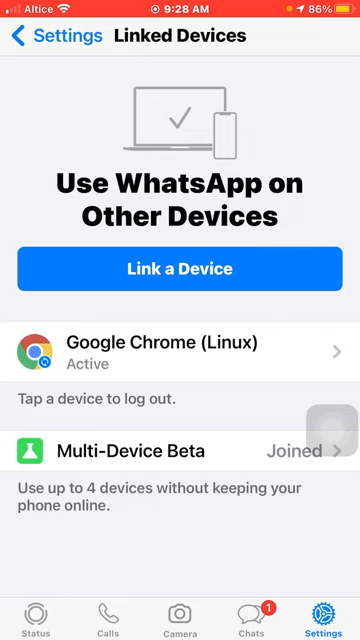 Altice 9:28 AM 86%
Settings Linked Devices
Use WhatsApp on
Other Devices
Link a Device
Google Chrome (Linux)
Active
Tap a device to log out.
Multi-Device Beta Joined
Use up to 4 devices without keeping your
phone online.
1
Status Calls Camera Chats Settings